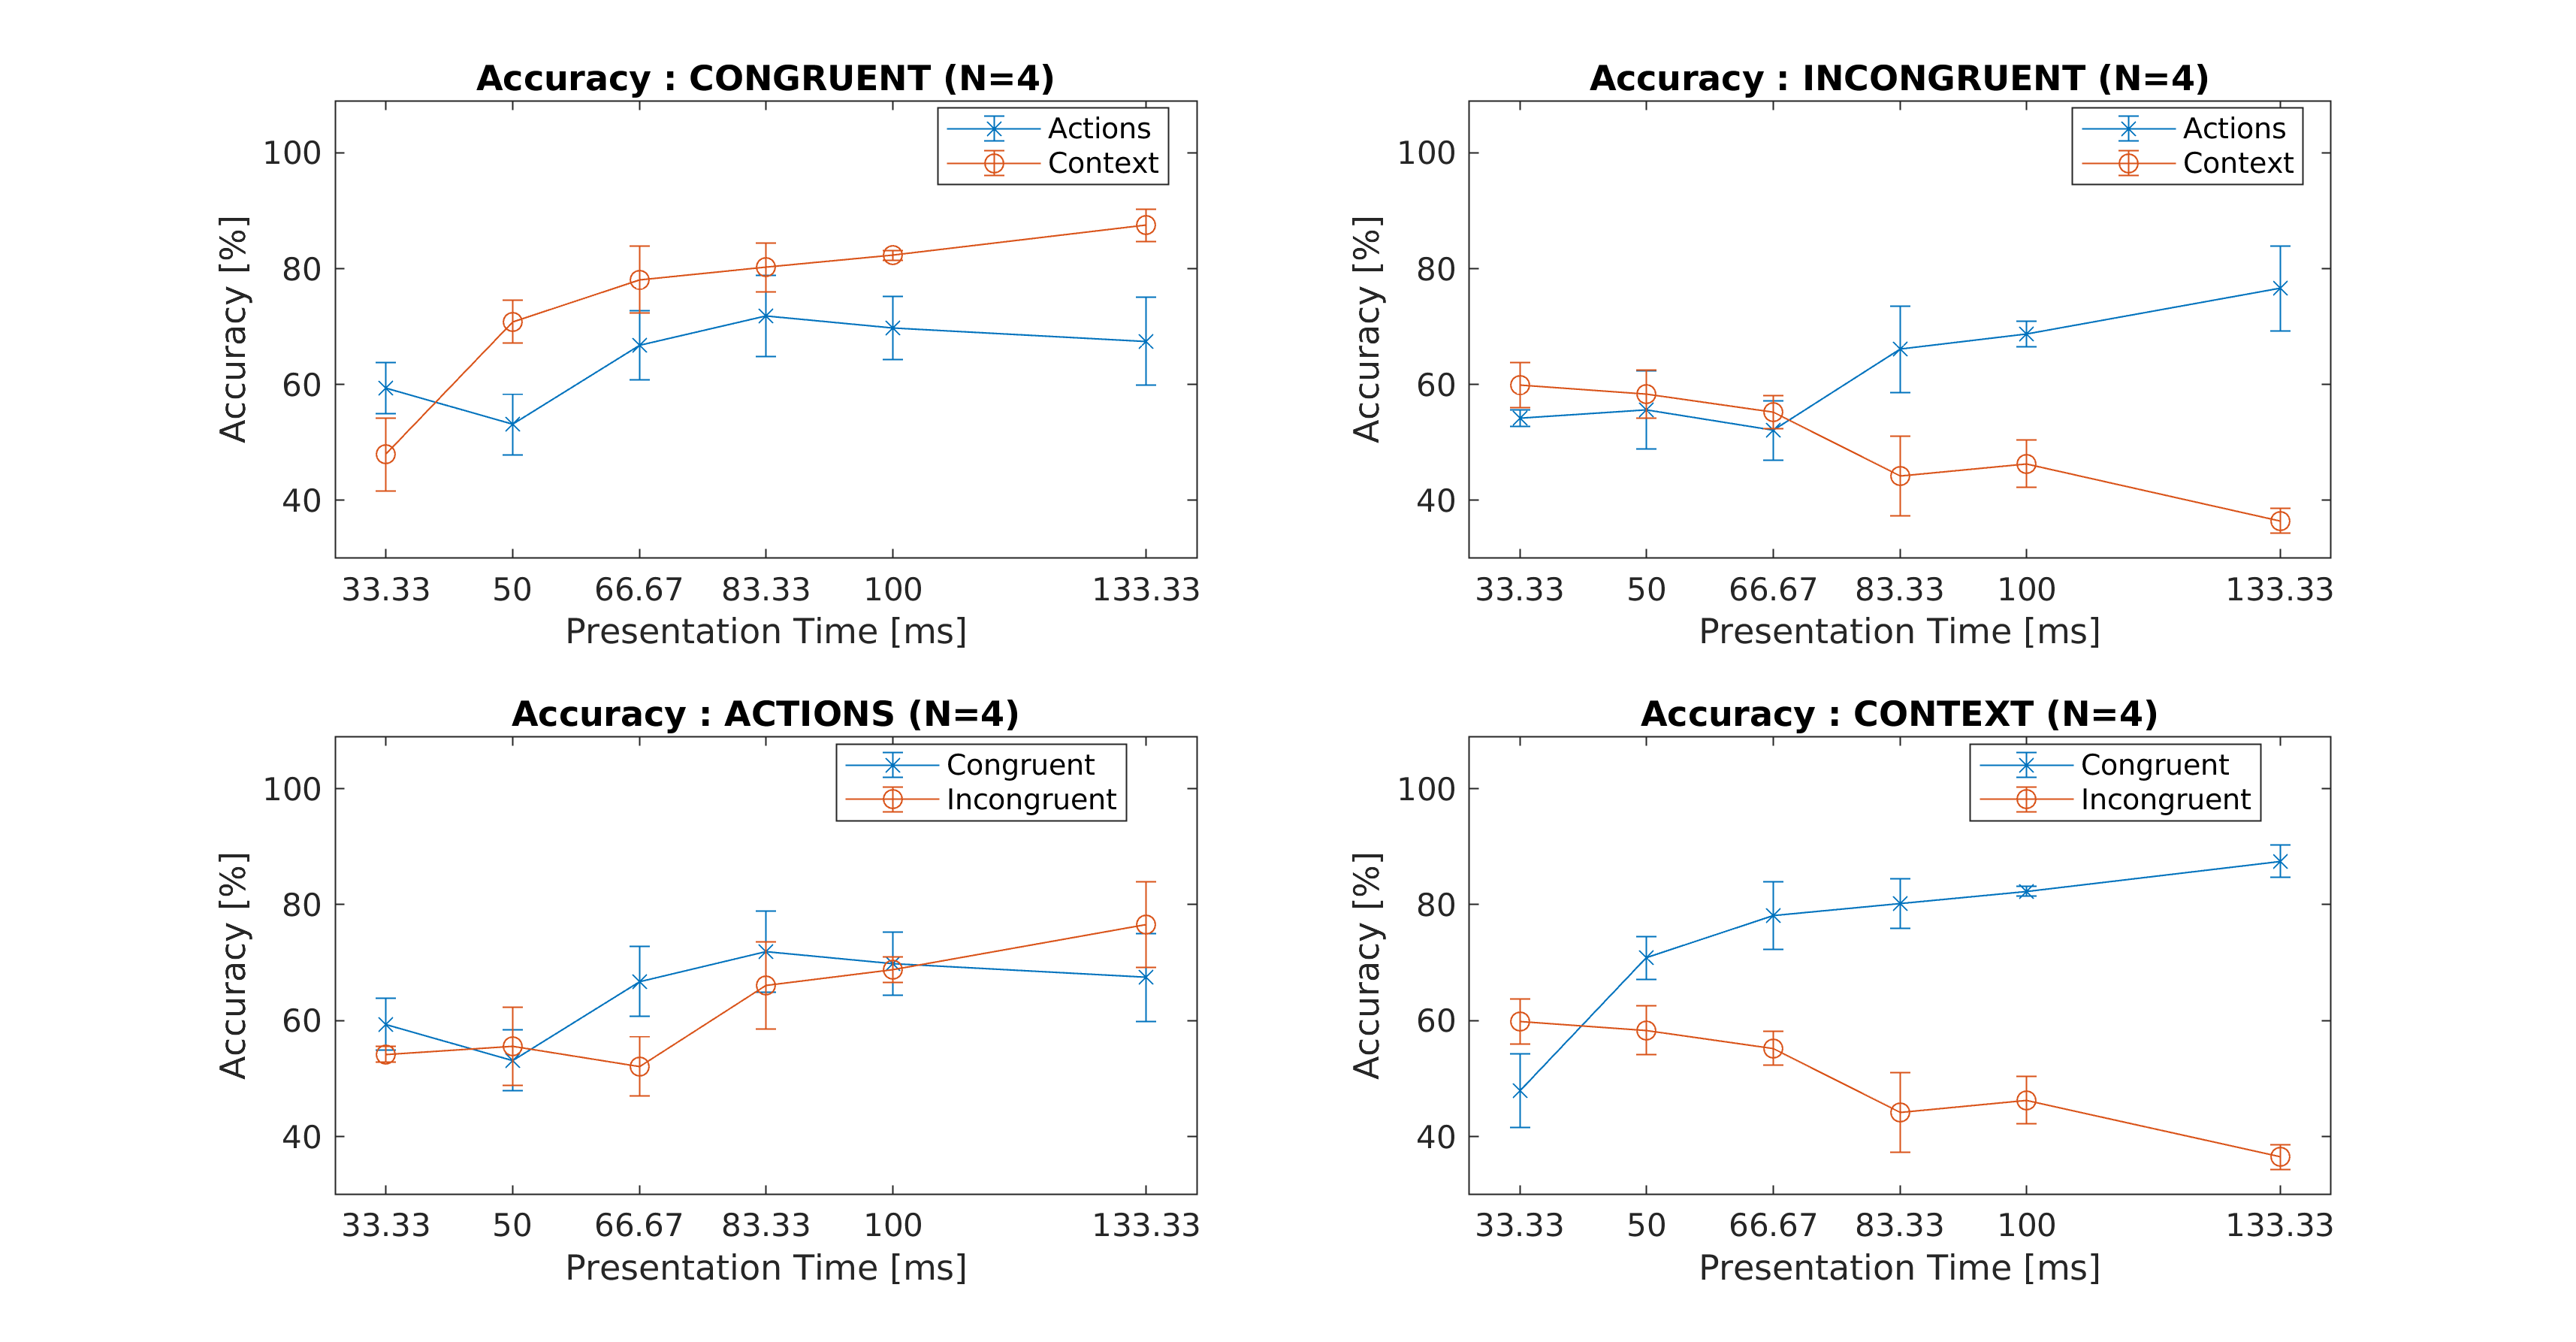 Accuracy : CONGRUENT (N=4)
Actions
Context
100
80
60
40
Accuracy [%]
33.33 50 66.67 83.33 100 133.33
Presentation Time [ms]
Accuracy : INCONGRUENT (N=4)
Actions
Context
100
80
60
40
Accuracy [%]
33.33 50 66.67 83.33 100 133.33
Presentation Time [ms]
Accuracy : ACTIONS (N=4)
Congruent
Incongruent
100
80
60
40
Accuracy [%]
33.33 50 66.67 83.33 100 133.33
Presentation Time [ms]
Accuracy : CONTEXT (N=4)
Congruent
Incongruent
100
80
60
40
Accuracy [%]
33.33 50 66.67 83.33 100 133.33
Presentation Time [ms]